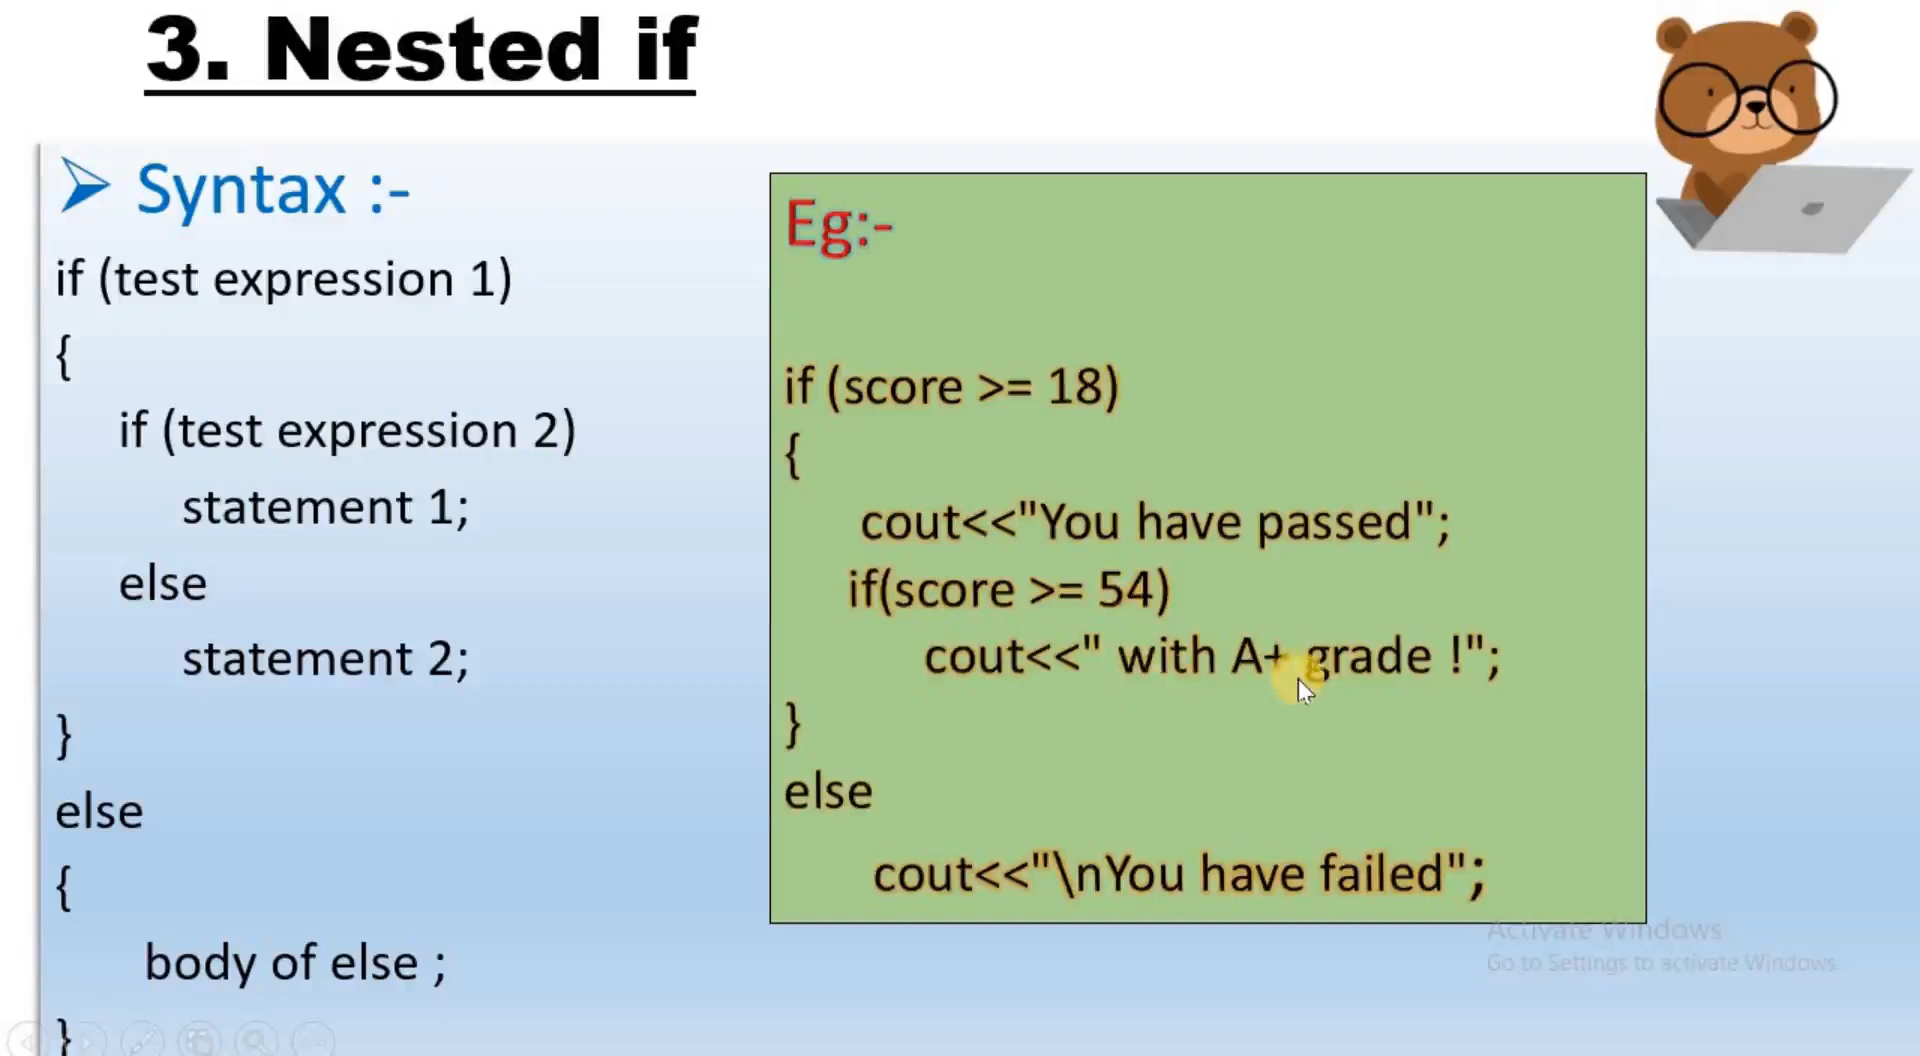 3. Nested if
Syntax :-
if (test expression 1)
{
if (test expression 2)
statement 1;
else
statement 2;
}
else
{
body of else ;
}
Eg:-
if (score >= 18)
{
cout<<"You have passed";
if(score >= 54)
cout<<" with A+ grade !";
}
else
cout<<"\nYou have failed";
Activate Windows
Go to Settings to activate Windows.